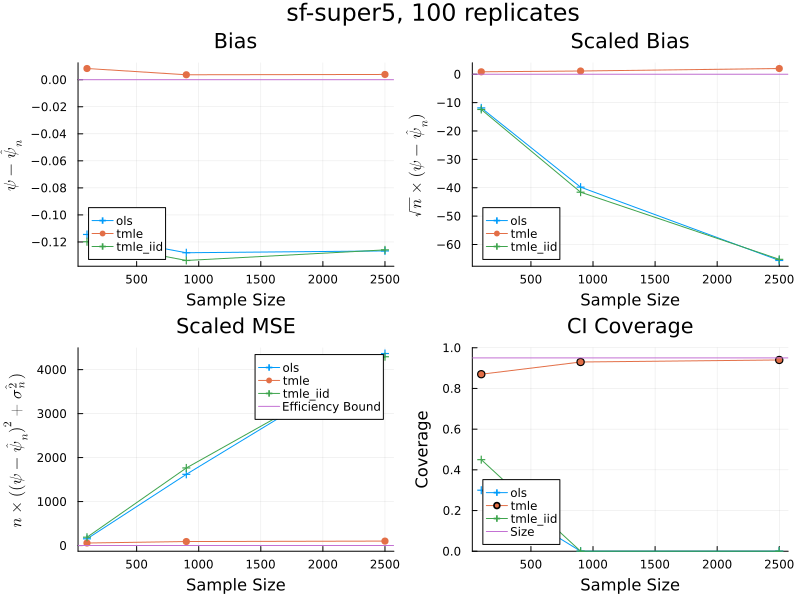 sf-super5, 100 replicates
Bias
0.00
−0.02
−0.04
−0.06
−0.08
−0.10
−0.12
ψ − ψ̂ₙ
ols
tmle
tmle_iid
500 1000 1500 2000 2500
Sample Size
Scaled Bias
0
−10
−20
−30
−40
−50
−60
√n × (ψ − ψ̂ₙ)
ols
tmle
tmle_iid
500 1000 1500 2000 2500
Sample Size
Scaled MSE
4000
3000
2000
1000
0
n × ((ψ − ψ̂ₙ)² + σₙ²)
ols
tmle
tmle_iid
Efficiency Bound
500 1000 1500 2000 2500
Sample Size
CI Coverage
1.0
0.8
0.6
0.4
0.2
0.0
Coverage
ols
tmle
tmle_iid
Size
500 1000 1500 2000 2500
Sample Size